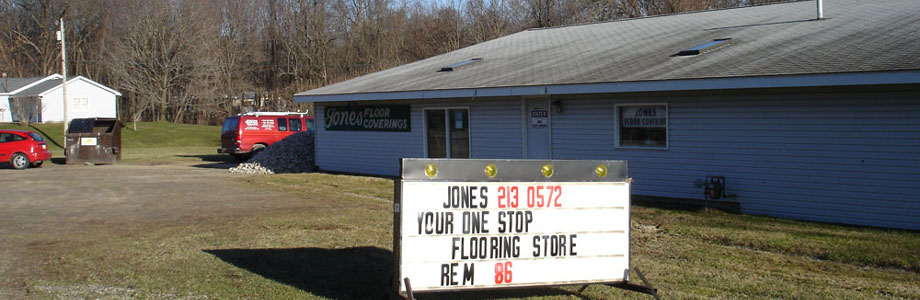 Jones FLOOR
COVERINGS
JONES
FLOOR COVERINGS
JONES 213 0572
YOUR ONE STOP
FLOORING STORE
REM 86